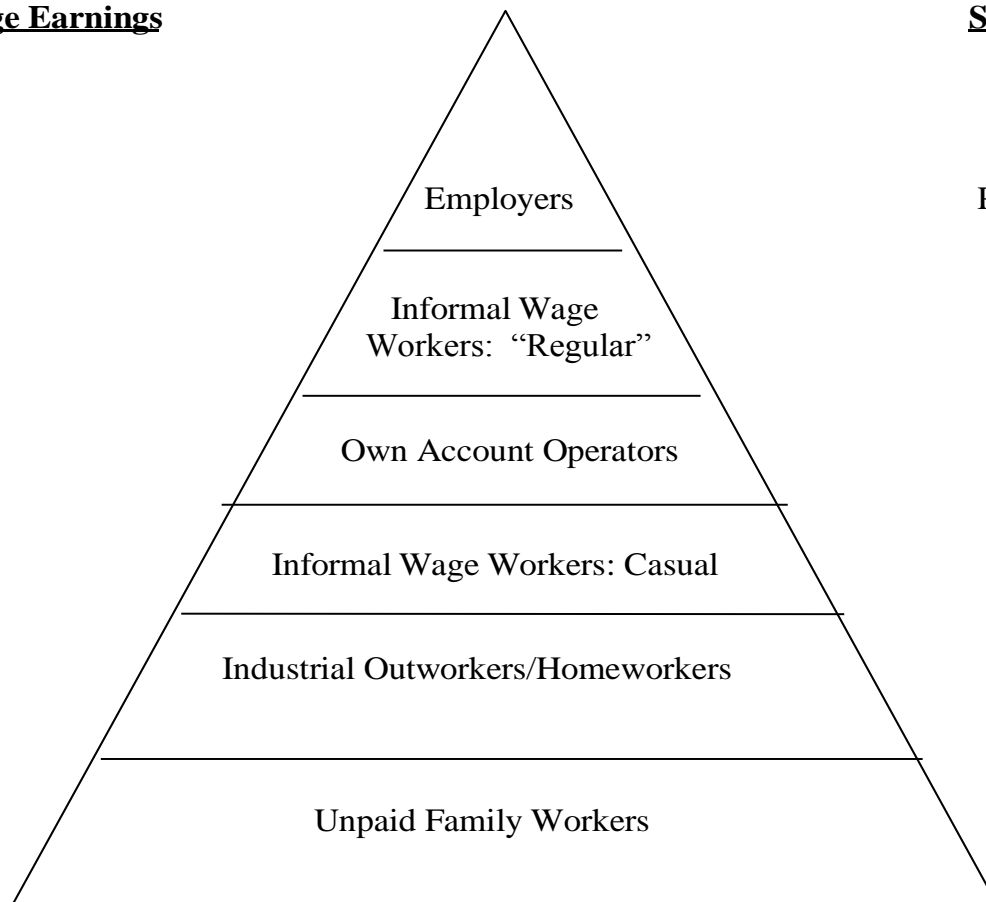 Earnings
Employers
Informal Wage
Workers: “Regular”
Own Account Operators
Informal Wage Workers: Casual
Industrial Outworkers/Homeworkers
Unpaid Family Workers